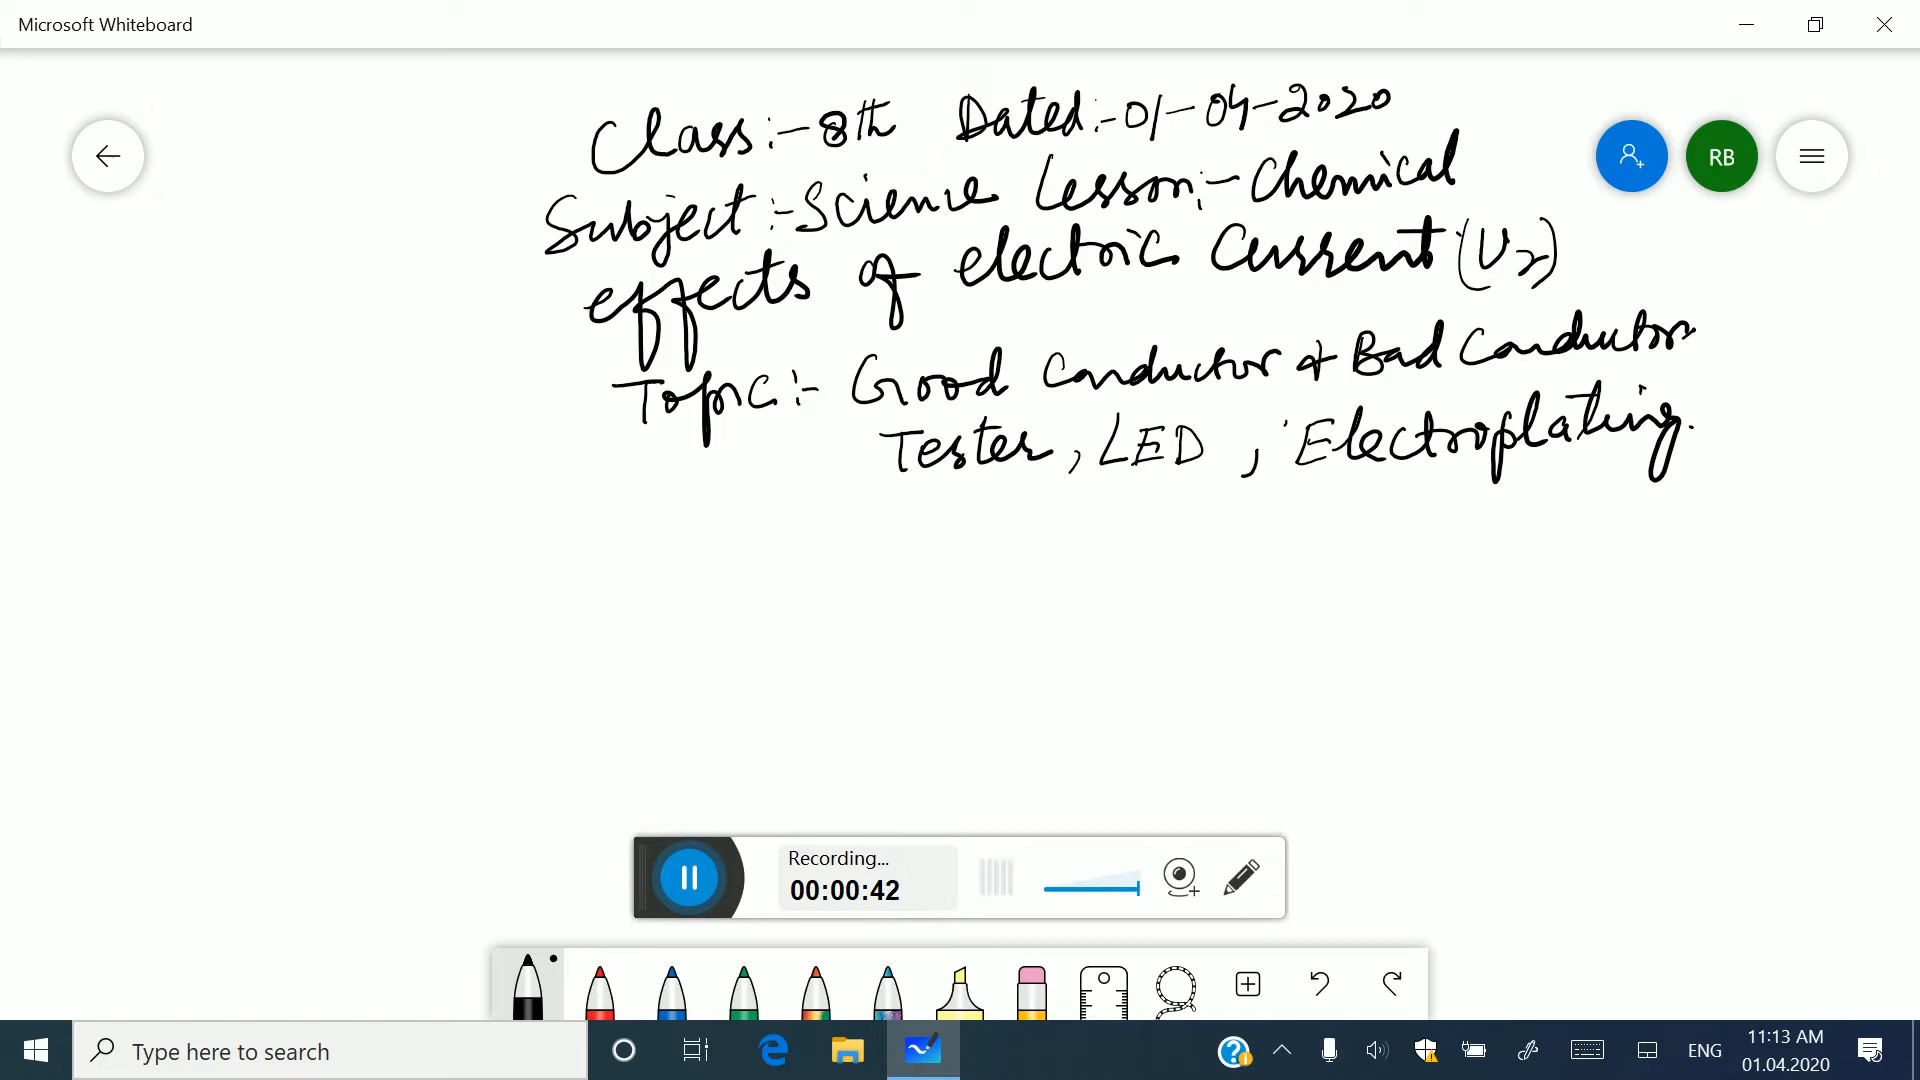 Microsoft Whiteboard
Class:- 8th Dated:- 01-04-2020
Subject:- Science Lesson:- Chemical
effects of electric Current
Topic:- Good Conductor & Bad Conductor
Tester, LED, Electroplating.
RB
Recording...
00:00:42
Type here to search
ENG
11:13 AM
01.04.2020